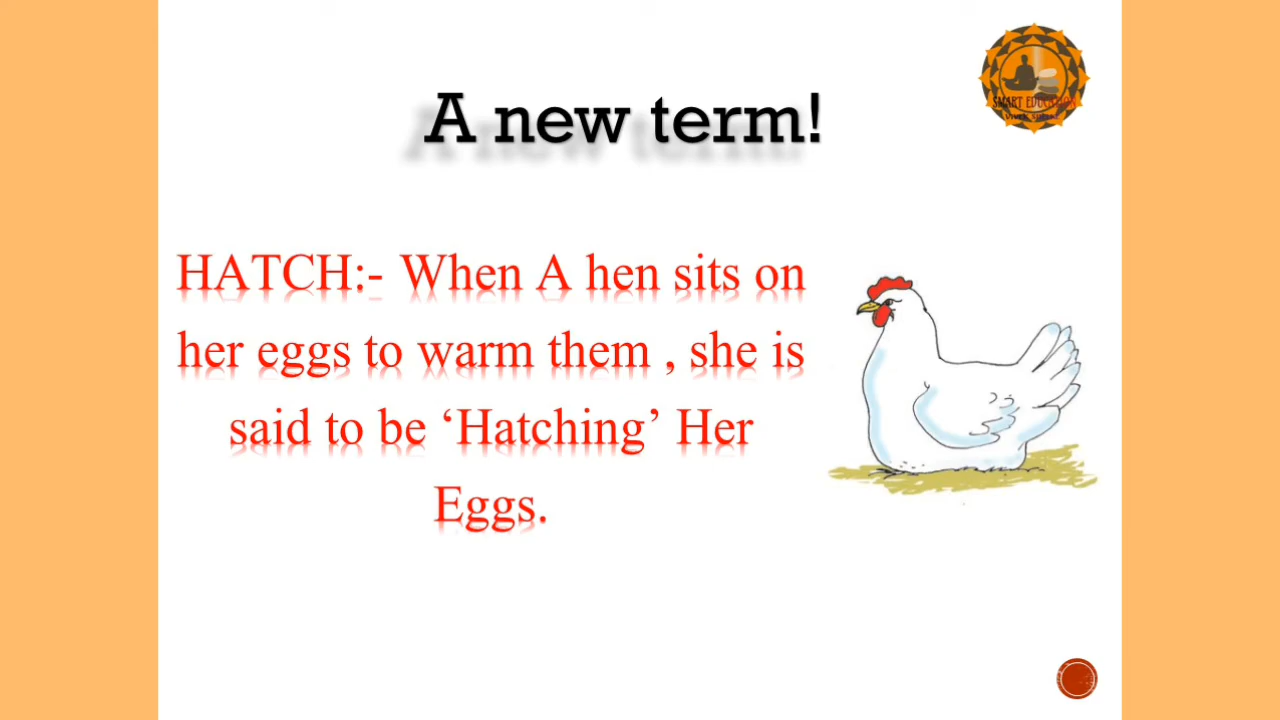 A new term!
SMART EDUCATION
HATCH:- When A hen sits on
her eggs to warm them , she is
said to be ‘Hatching’ Her
Eggs.